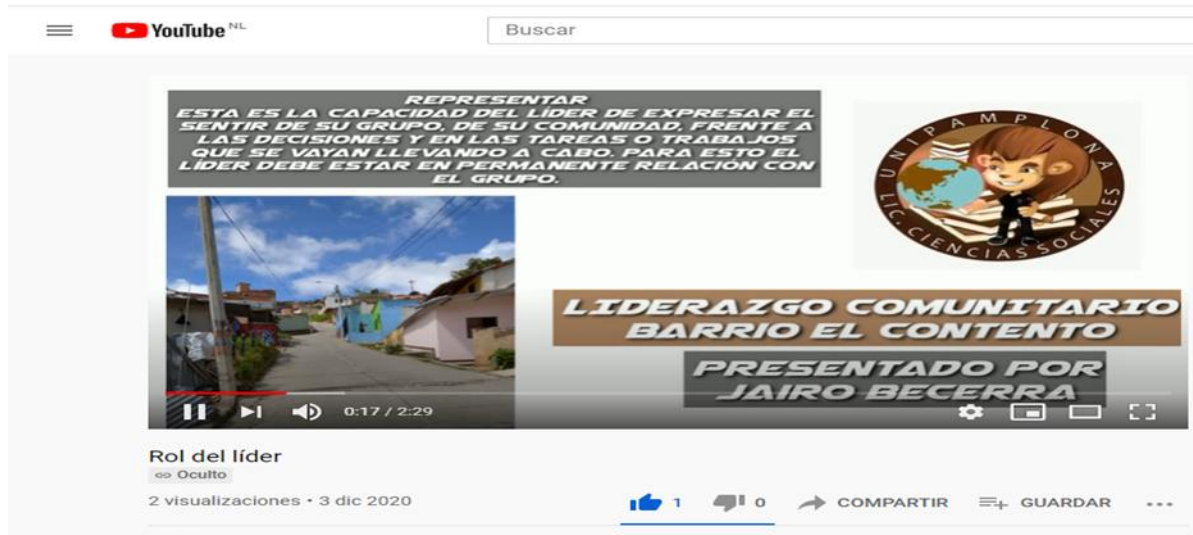 YouTube NL
Buscar
REPRESENTAR
ESTA ES LA CAPACIDAD DEL LÍDER DE EXPRESAR EL
SENTIR DE SU GRUPO, DE SU COMUNIDAD, FRENTE A
LAS DECISIONES Y EN LAS TAREAS O TRABAJOS
QUE SE VAYAN LLEVANDO A CABO. PARA ESTO EL
LÍDER DEBE ESTAR EN PERMANENTE RELACIÓN CON
EL GRUPO.
UNIPAMPLONA
LIC. CIENCIAS SOCIALES
LIDERAZGO COMUNITARIO
BARRIO EL CONTENTO
PRESENTADO POR
JAIRO BECERRA
0:17 / 2:29
Rol del líder
Oculto
2 visualizaciones • 3 dic 2020
1
0
COMPARTIR
GUARDAR